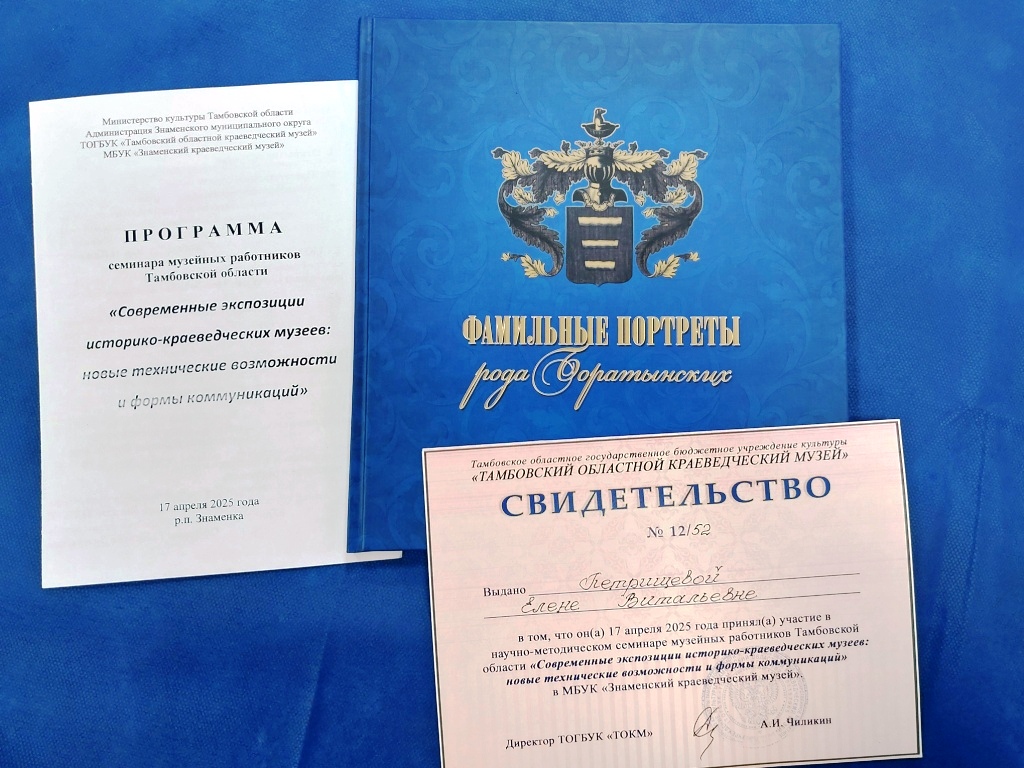 Министерство культуры Тамбовской области
Администрация Знаменского муниципального округа
ТОГБУК «Тамбовский областной краеведческий музей»
МБУК «Знаменский краеведческий музей»
ПРОГРАММА
семинара музейных работников
Тамбовской области
«Современные экспозиции
историко-краеведческих музеев:
новые технические возможности
и формы коммуникаций»
17 апреля 2025 года
р.п. Знаменка
ФАМИЛЬНЫЕ ПОРТРЕТЫ
рода Боратынских
Тамбовское областное государственное бюджетное учреждение культуры
«ТАМБОВСКИЙ ОБЛАСТНОЙ КРАЕВЕДЧЕСКИЙ МУЗЕЙ»
СВИДЕТЕЛЬСТВО
№ 12/52
Выдано Петрищевой
Елене Витальевне
в том, что он(а) 17 апреля 2025 года принял(а) участие в
научно-методическом семинаре музейных работников Тамбовской
области «Современные экспозиции историко-краеведческих музеев:
новые технические возможности и формы коммуникаций»
в МБУК «Знаменский краеведческий музей».
Директор ТОГБУК «ТОКМ» А.И. Чиликин